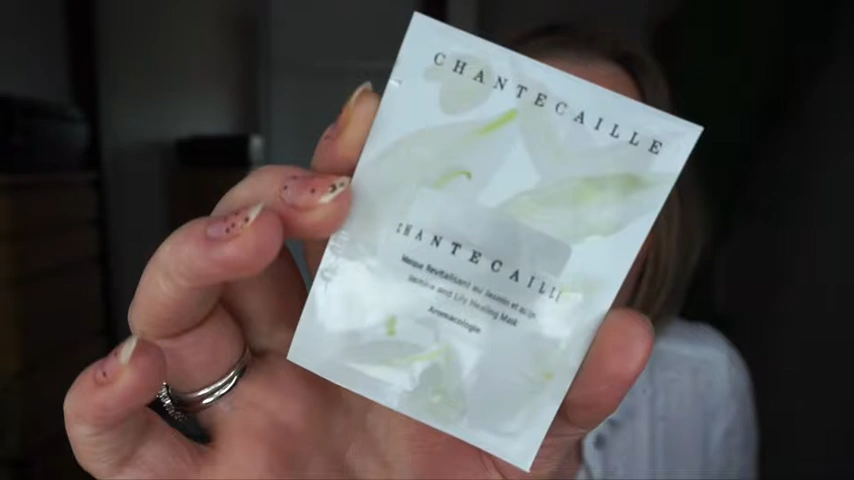 CHANTECAILLE
CHANTECAILLE
Masque Revitalisant au Jasmin et au Lys
Jasmine and Lily Healing Mask
Aromacologie